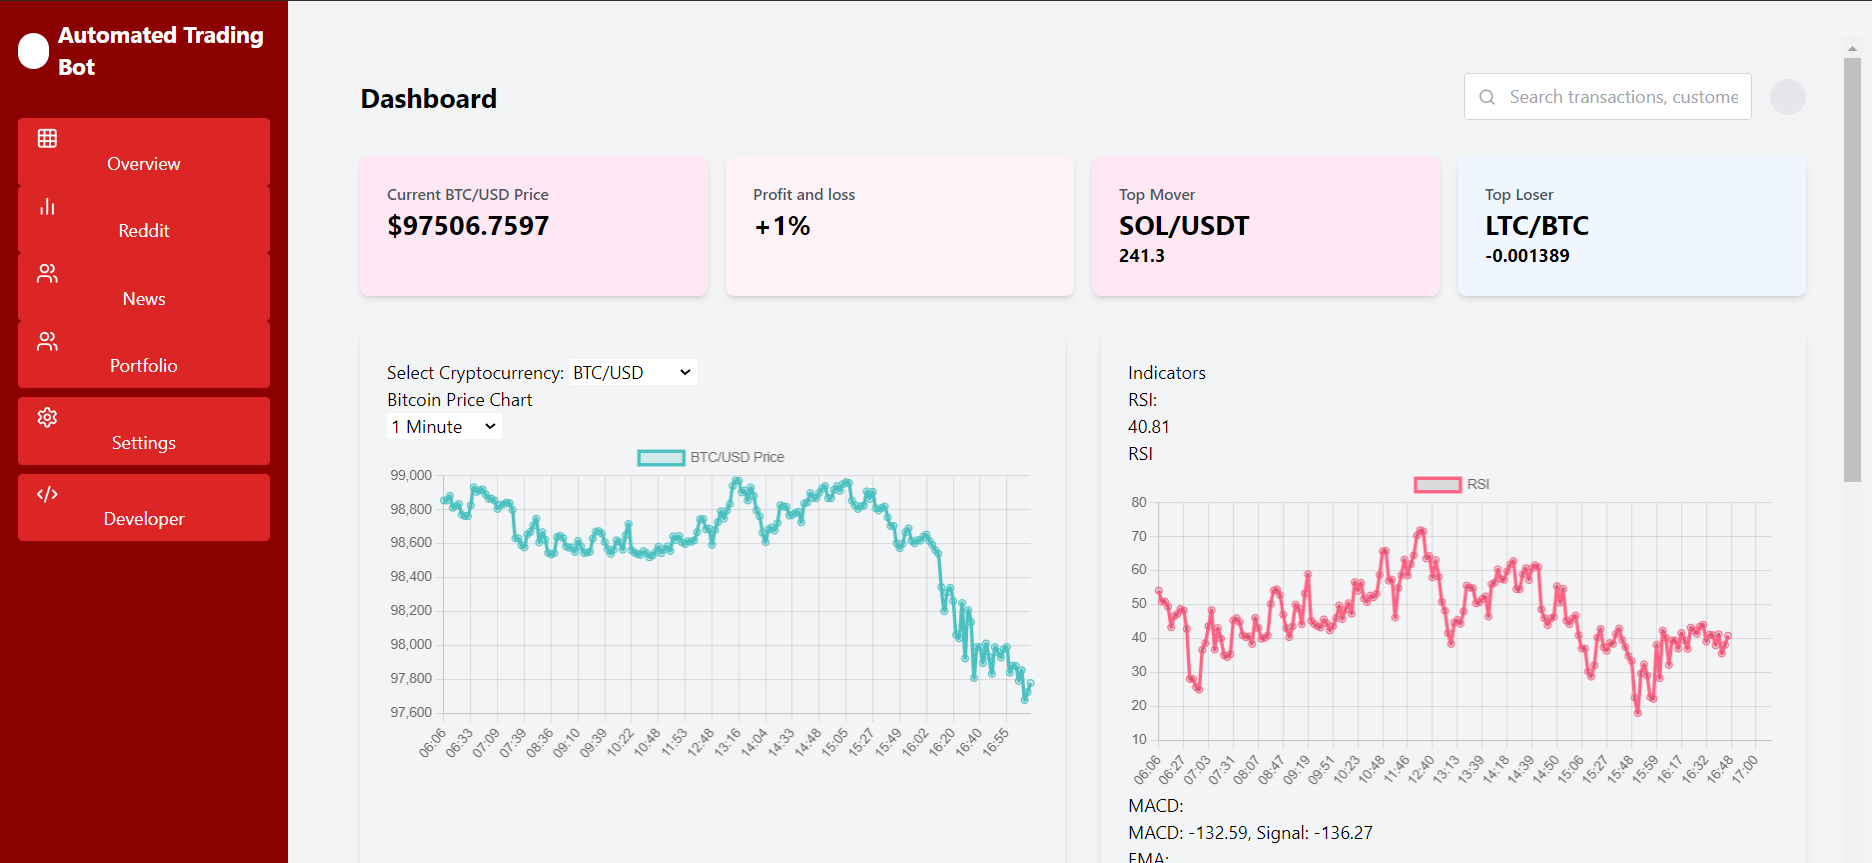 Automated Trading
Bot
Overview
Reddit
News
Portfolio
Settings
Developer
Dashboard
Search transactions, custome
Current BTC/USD Price
$97506.7597
Profit and loss
+1%
Top Mover
SOL/USDT
241.3
Top Loser
LTC/BTC
-0.001389
Select Cryptocurrency: BTC/USD
Bitcoin Price Chart
1 Minute
BTC/USD Price
99,000
98,800
98,600
98,400
98,200
98,000
97,800
97,600
06:06 06:33 07:09 07:39 08:36 09:10 09:39 10:22 10:48 11:53 12:48 13:16 14:04 14:33 14:48 15:05 15:27 15:49 16:02 16:20 16:40 16:55
Indicators
RSI:
40.81
RSI
RSI
80
70
60
50
40
30
20
10
06:06 06:27 07:03 07:31 08:07 08:47 09:19 09:51 10:23 10:48 11:46 12:40 13:13 13:39 14:18 14:39 14:50 15:06 15:27 15:48 15:59 16:17 16:32 16:48 17:00
MACD:
MACD: -132.59, Signal: -136.27
EMA: